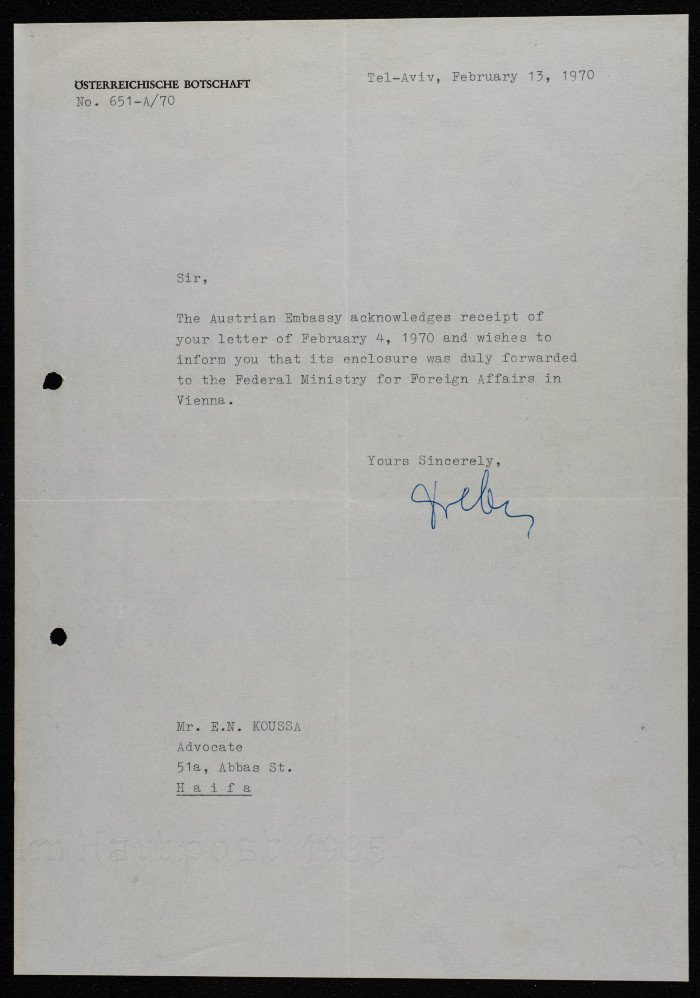 ÖSTERREICHISCHE BOTSCHAFT
No. 651-A/70
Tel-Aviv, February 13, 1970
Sir,
The Austrian Embassy acknowledges receipt of
your letter of February 4, 1970 and wishes to
inform you that its enclosure was duly forwarded
to the Federal Ministry for Foreign Affairs in
Vienna.
Yours Sincerely,
Mr. E.N. KOUSSA
Advocate
51a, Abbas St.
H a i f a
Hartpost